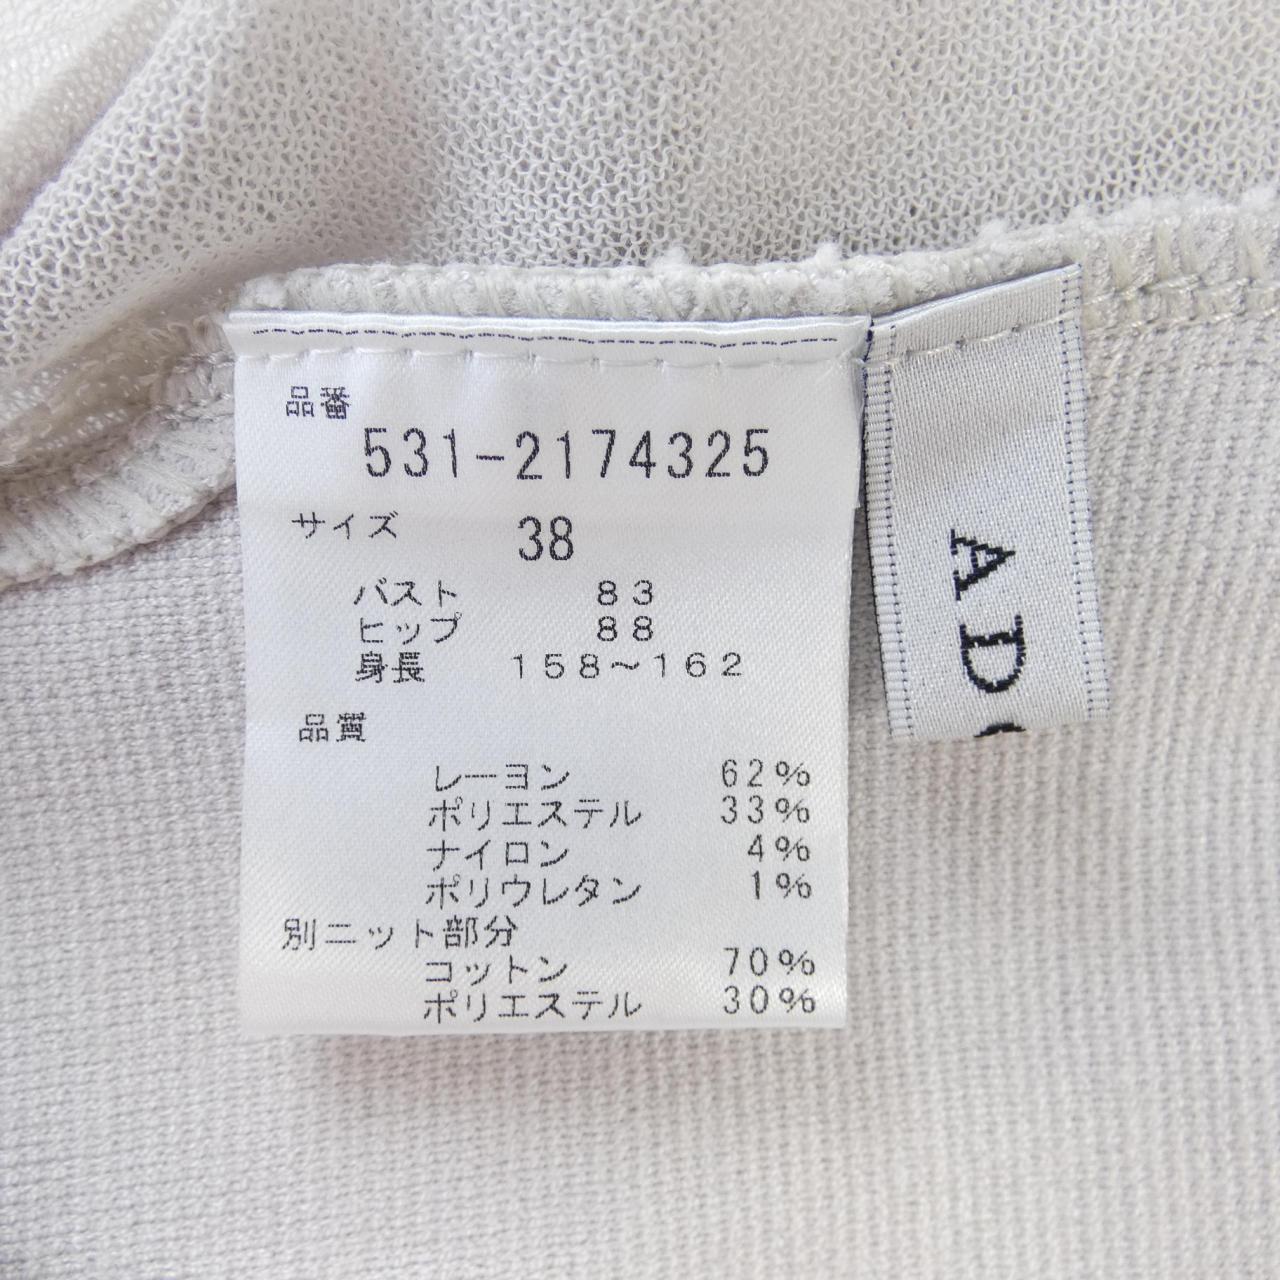 品番
531-2174325
サイズ 38
バスト 83
ヒップ 88
身長 158～162
品質
レーヨン 62%
ポリエステル 33%
ナイロン 4%
ポリウレタン 1%
別ニット部分
コットン 70%
ポリエステル 30%
AD